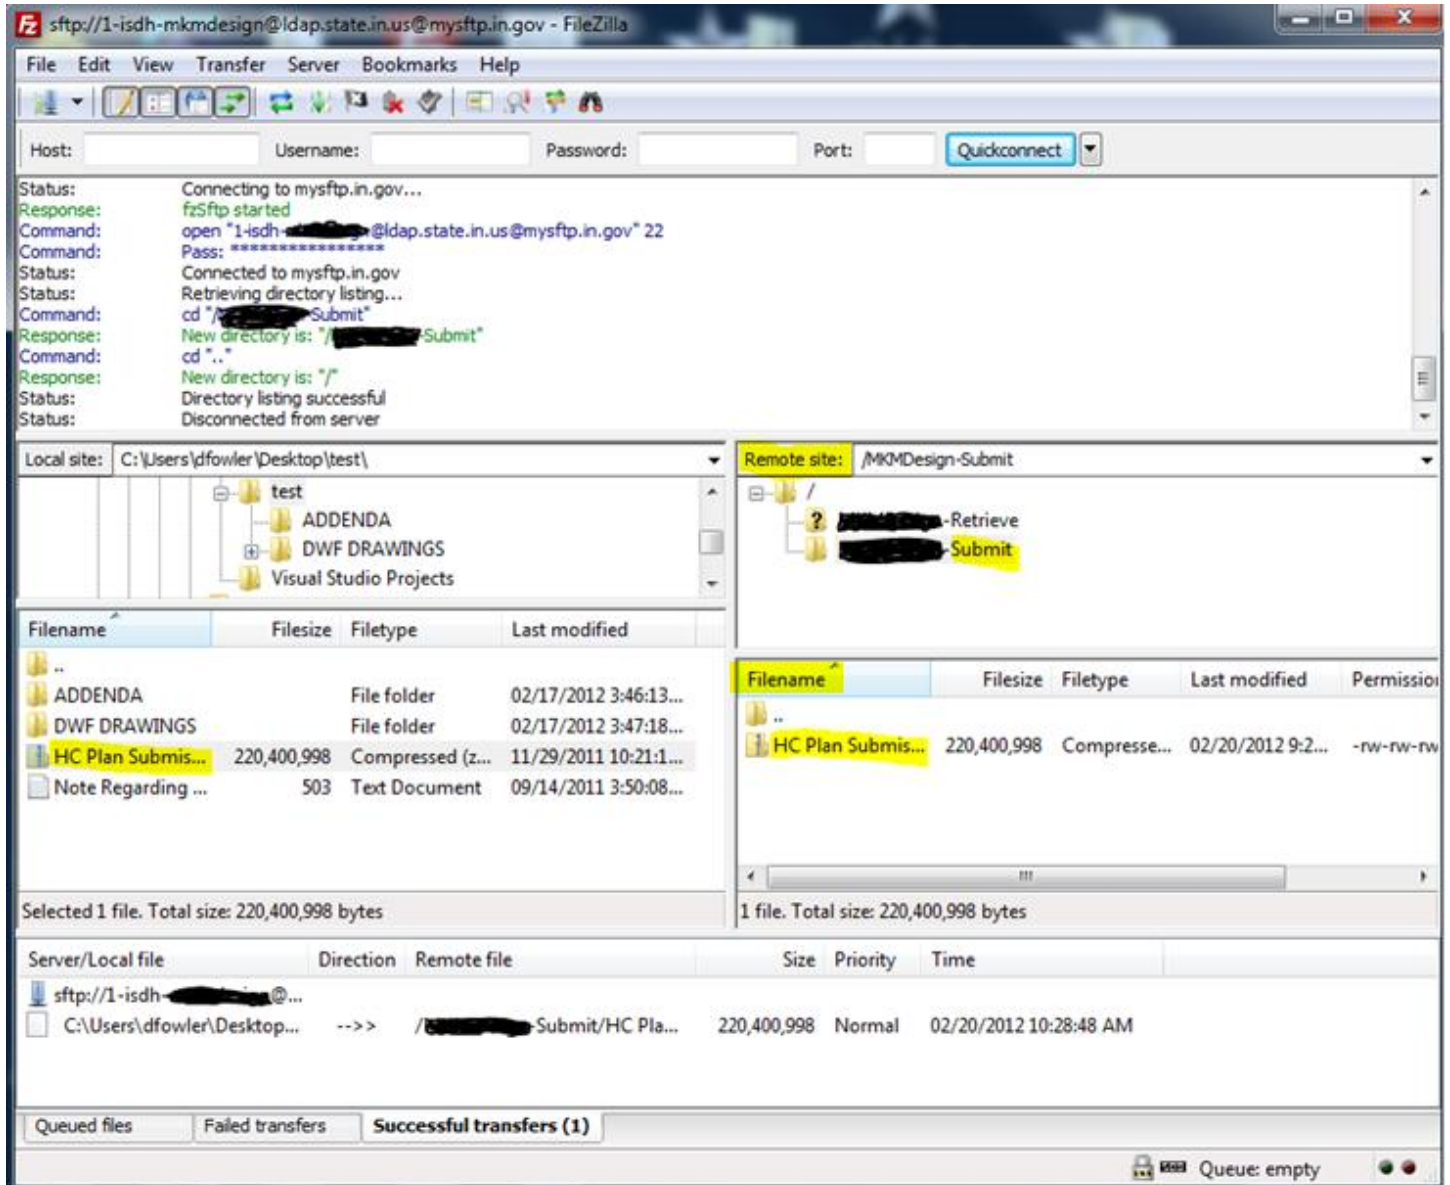 sftp://1-isdh-mkmdesign@ldap.state.in.us@mysftp.in.gov - FileZilla
File Edit View Transfer Server Bookmarks Help
Host: Username: Password: Port: Quickconnect
Status: Connecting to mysftp.in.gov...
Response: fzSftp started
Command: open "1-isdh- @ldap.state.in.us@mysftp.in.gov" 22
Command: Pass: ****************
Status: Connected to mysftp.in.gov
Status: Retrieving directory listing...
Command: cd "/ -Submit"
Response: New directory is: "/ -Submit"
Command: cd ".."
Response: New directory is: "/"
Status: Directory listing successful
Status: Disconnected from server
Local site: C:\Users\dfowler\Desktop\test\
test
ADDENDA
DWF DRAWINGS
Visual Studio Projects
Filename Filesize Filetype Last modified
..
ADDENDA File folder 02/17/2012 3:46:13...
DWF DRAWINGS File folder 02/17/2012 3:47:18...
HC Plan Submis... 220,400,998 Compressed (z... 11/29/2011 10:21:1...
Note Regarding ... 503 Text Document 09/14/2011 3:50:08...
Selected 1 file. Total size: 220,400,998 bytes
Remote site: /MKMDesign-Submit
/
? -Retrieve
-Submit
Filename Filesize Filetype Last modified Permission
..
HC Plan Submis... 220,400,998 Compresse... 02/20/2012 9:2... -rw-rw-rw
1 file. Total size: 220,400,998 bytes
Server/Local file Direction Remote file Size Priority Time
sftp://1-isdh- @...
C:\Users\dfowler\Desktop... -->> / -Submit/HC Pla... 220,400,998 Normal 02/20/2012 10:28:48 AM
Queued files Failed transfers Successful transfers (1)
Queue: empty